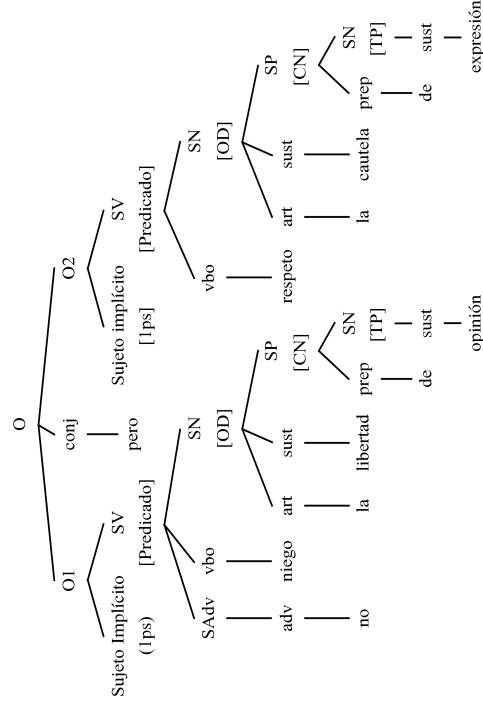 O
O1 conj O2
Sujeto Implícito SV pero Sujeto implícito SV
(1ps) [Predicado] [1ps] [Predicado]
SAdv vbo SN vbo SN
[OD] [OD]
adv niego art sust SP respeto art sust SP
[CN] [CN]
no la libertad prep SN la cautela prep SN
[TP] [TP]
de sust de sust
opinión expresión